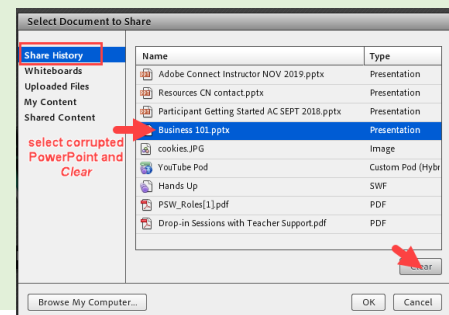 Select Document to Share
Share History
Whiteboards
Uploaded Files
My Content
Shared Content
select corrupted
PowerPoint and
Clear
Name Type
Adobe Connect Instructor NOV 2019.pptx Presentation
Resources CN contact.pptx Presentation
Participant Getting Started AC SEPT 2018.pptx Presentation
Business 101.pptx Presentation
cookies.JPG Image
YouTube Pod Custom Pod (Hybr
Hands Up SWF
PSW_Roles[1].pdf PDF
Drop-in Sessions with Teacher Support.pdf PDF
Clear
Browse My Computer... OK Cancel